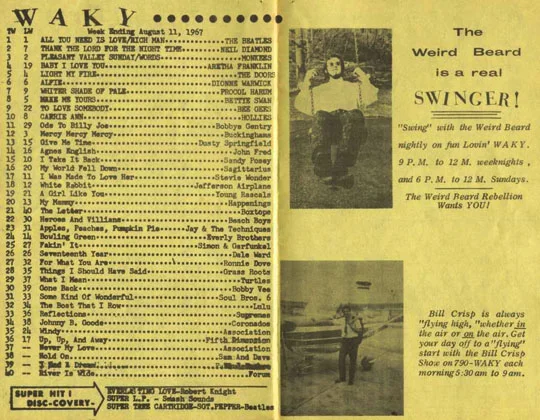 WAKY
Week Ending August 11, 1967
TW LW
1 1 ALL YOU NEED IS LOVE/RICH MAN THE BEATLES
2 7 THANK THE LORD FOR THE NIGHT TIME NEIL DIAMOND
3 2 PLEASANT VALLEY SUNDAY/WORDS MONKEES
4 19 BABY I LOVE YOU ARETHA FRANKLIN
5 4 LIGHT MY FIRE THE DOORS
6 6 ALFIE DIONNE WARWICK
7 9 WHITER SHADE OF PALE PROCOL HARUM
8 5 MAKE ME YOURS BETTYE SWAN
9 22 TO LOVE SOMEBODY BEE GEES
10 8 CARRIE ANN HOLLIES
11 29 Ode To Billy Joe Bobbye Gentry
12 3 Mercy Mercy Mercy Buckinghams
13 15 Give Me Time Dusty Springfield
14 16 Agnes English John Fred
15 10 I Take It Back Sandy Posey
16 20 My World Fell Down Sagittarius
17 11 I Was Made To Love Her Stevie Wonder
18 12 White Rabbit Jefferson Airplane
19 21 A Girl Like You Young Rascals
20 13 My Mammy Happenings
21 40 The Letter Boxtops
22 30 Heroes And Villians Beach Boys
23 31 Apples, Peaches, Pumpkin Pie Jay & The Techniques
24 14 Bowling Green Everly Brothers
25 27 Fakin' It Simon & Garfunkel
26 26 Seventeenth Year Dale Ward
27 32 For What You Are Ronnie Dove
28 35 Things I Should Have Said Grass Roots
29 37 What I Mean Turtles
30 39 Gone Back Bobby Vee
31 33 Some Kind Of Wonderful Soul Bros. 6
32 34 The Boat That I Row Lulu
33 36 Reflections Supremes
34 38 Johnny B. Goode Coronadoe
35 24 Windy Association
36 17 Up, Up, And Away Fifth Dimension
37 -- Never My Love Association
38 -- Hold On Sam And Dave
39 -- I Had A Dream
40 -- River Is Wide Forum
SUPER HIT! DISC-COVERY-
EVERLASTING LOVE-Robert Knight
SUPER L.P. - Smash Sounds
SUPER TENE CARTRIDGE-SGT.PEPPER-Beatles
The
Weird Beard
is a real
SWINGER!
"Swing" with the Weird Beard
nightly on fun Lovin' WAKY.
9 P.M. to 12 M. weeknights,
and 6 P.M. to 12 M. Sundays.
The Weird Beard Rebellion
Wants YOU!
Bill Crisp is always
"flying high, "whether in
the air or on the air. Get
your day off to a "flying"
start with the Bill Crisp
Show on 790-WAKY each
morning 5:30 am to 9am.